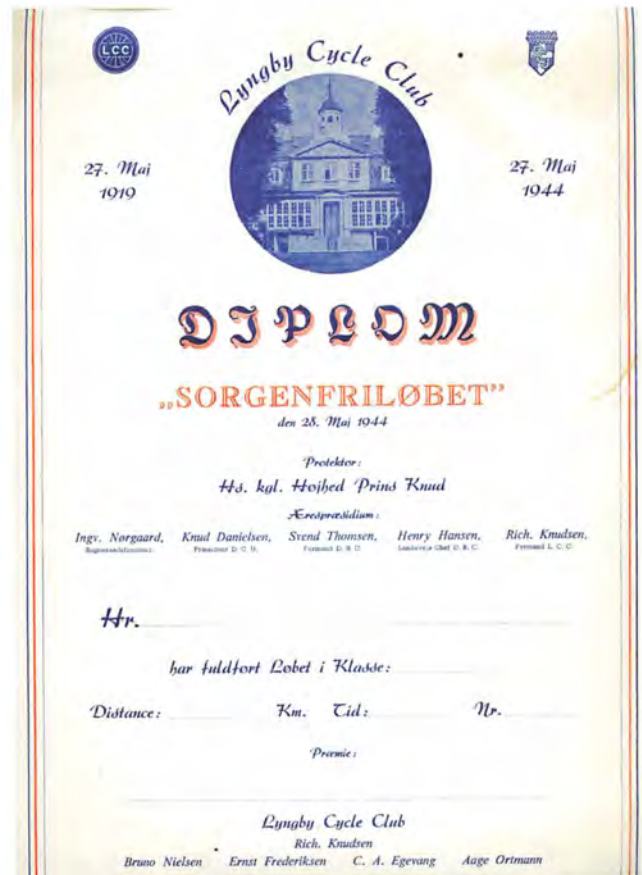 LCC
Lyngby Cycle Club
27. Maj
1919
27. Maj
1944
DIPLOM
„SORGENFRILØBET”
den 28. Maj 1944
Protektor:
Hs. kgl. Højhed Prins Knud
Ærespræsidium:
Ingv. Nørgaard, Knud Danielsen, Svend Thomsen, Henry Hansen, Rich. Knudsen,
Præsident D. C. U. Formand D. B. C. Landevejs Chef D. B. C. Formand L. C. C.
Hr.
har fuldført Løbet i Klasse:
Distance: Km. Tid: Nr.
Præmie:
Lyngby Cycle Club
Rich. Knudsen
Bruno Nielsen Ernst Frederiksen C. A. Egevang Aage Ortmann